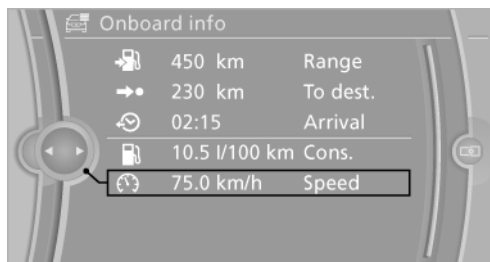 Onboard info
450 km Range
230 km To dest.
02:15 Arrival
10.5 l/100 km Cons.
75.0 km/h Speed